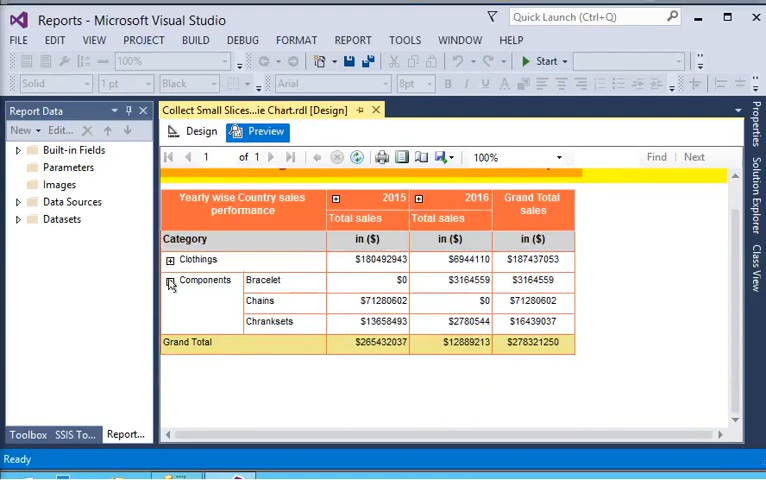 Reports - Microsoft Visual Studio
Quick Launch (Ctrl+Q)
FILE EDIT VIEW PROJECT BUILD DEBUG FORMAT REPORT TOOLS WINDOW HELP
100% Start
Solid 1 pt Black Arial 8pt B I U
Report Data
Collect Small Slices...ie Chart.rdl [Design]
New Edit...
Design Preview
Built-in Fields
Parameters
Images
Data Sources
Datasets
1 of 1 100% Find Next
Yearly wise Country sales performance 2015 2016 Grand Total sales
Total sales Total sales
Category in ($) in ($) in ($)
Clothings $180492943 $6944110 $187437053
Components Bracelet $0 $3164559 $3164559
Chains $71280602 $0 $71280602
Chranksets $13658493 $2780544 $16439037
Grand Total $265432037 $12889213 $278321250
Properties
Solution Explorer
Class View
Toolbox SSIS To... Report...
Ready